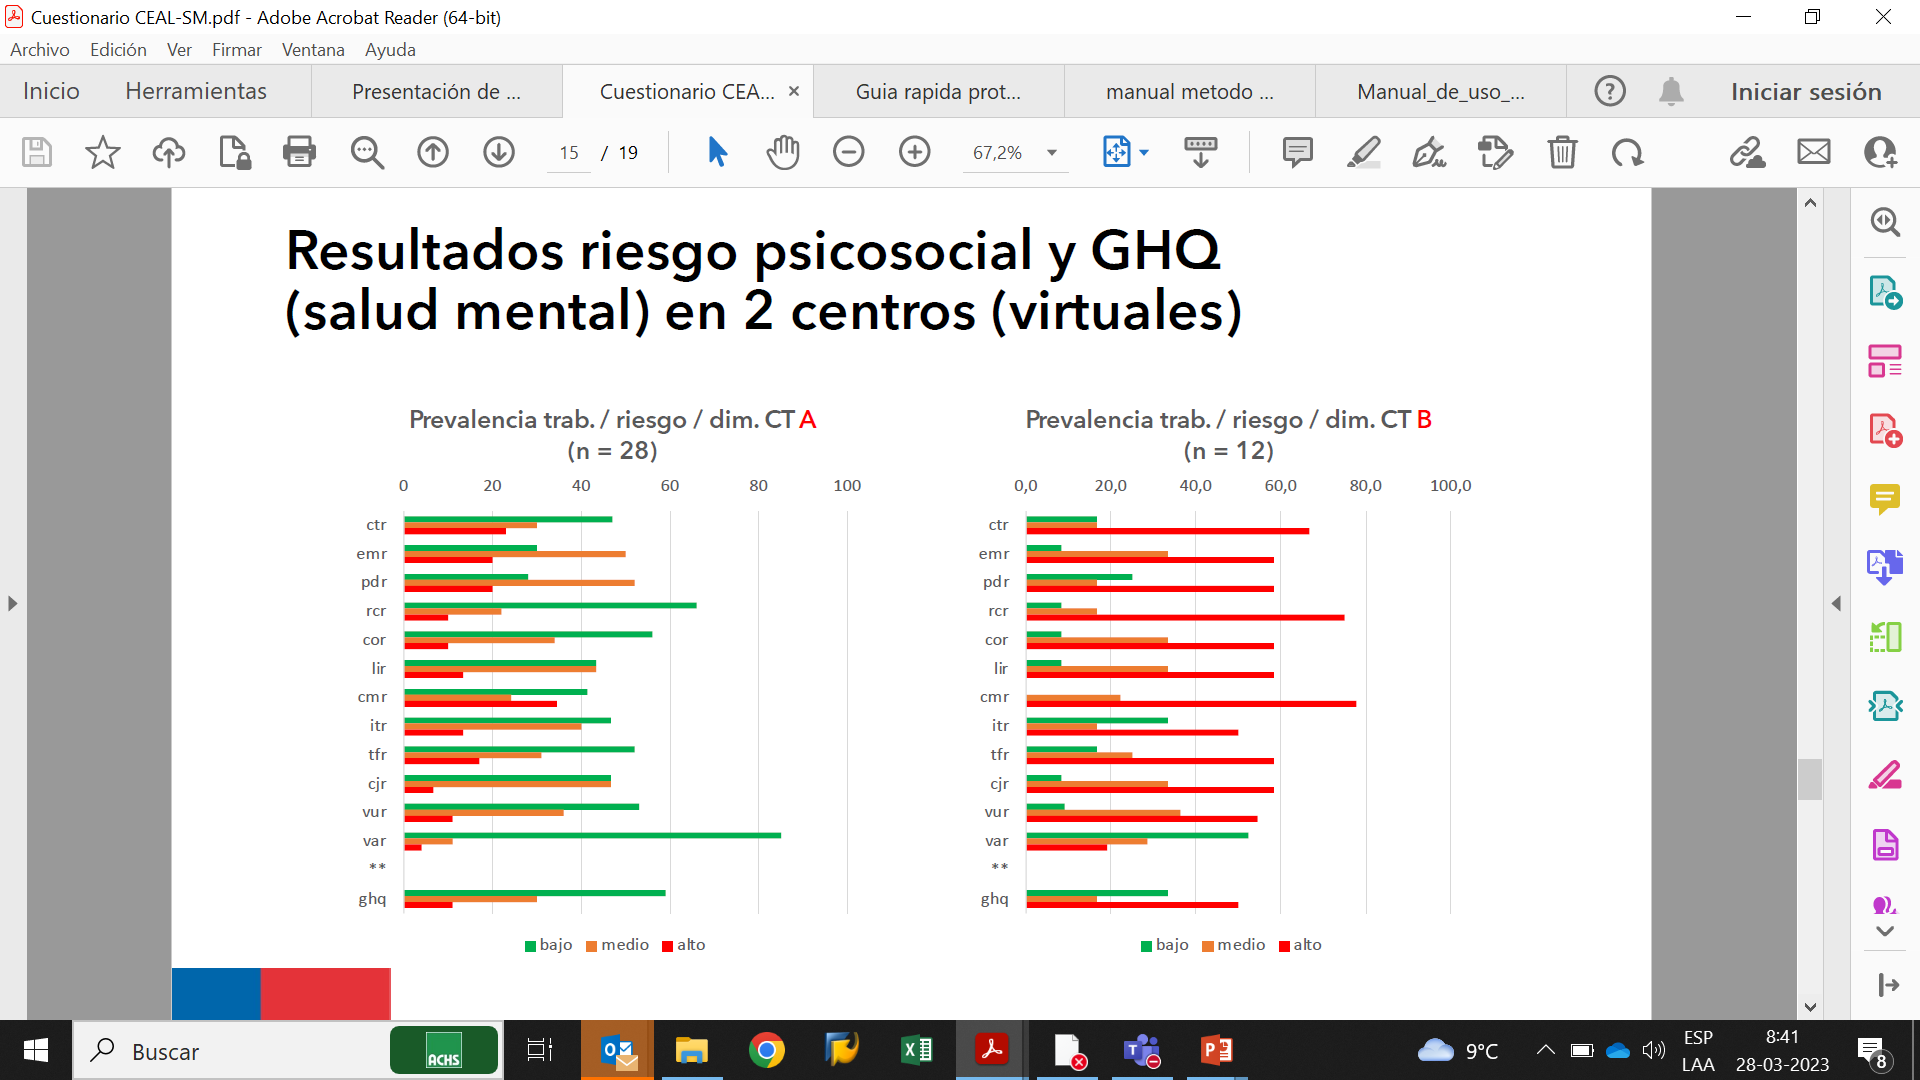 Cuestionario CEAL-SM.pdf - Adobe Acrobat Reader (64-bit)
Archivo Edición Ver Firmar Ventana Ayuda
Inicio Herramientas Presentación de ... Cuestionario CEA... × Guia rapida prot... manual metodo ... Manual_de_uso_... Iniciar sesión
15 / 19 67,2%
Resultados riesgo psicosocial y GHQ
(salud mental) en 2 centros (virtuales)
Prevalencia trab. / riesgo / dim. CT A
(n = 28)
0 20 40 60 80 100
ctr
emr
pdr
rcr
cor
lir
cmr
itr
tfr
cjr
vur
var
**
ghq
bajo medio alto
Prevalencia trab. / riesgo / dim. CT B
(n = 12)
0,0 20,0 40,0 60,0 80,0 100,0
ctr
emr
pdr
rcr
cor
lir
cmr
itr
tfr
cjr
vur
var
**
ghq
bajo medio alto
Buscar
ACHS
9°C
ESP
LAA
8:41
28-03-2023
8